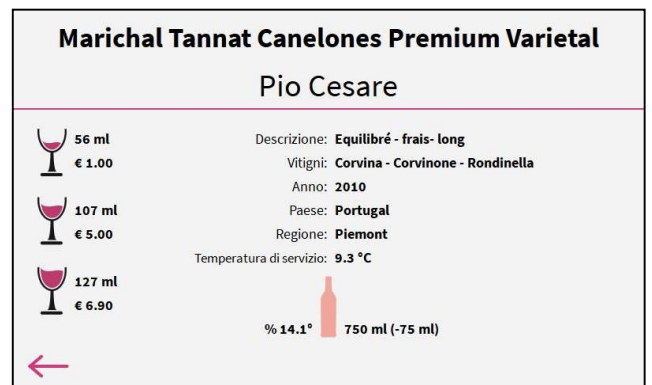 Marichal Tannat Canelones Premium Varietal
Pio Cesare
56 ml
€ 1.00
107 ml
€ 5.00
127 ml
€ 6.90
Descrizione: Equilibré - frais- long
Vitigni: Corvina - Corvinone - Rondinella
Anno: 2010
Paese: Portugal
Regione: Piemont
Temperatura di servizio: 9.3 °C
% 14.1° 750 ml (-75 ml)